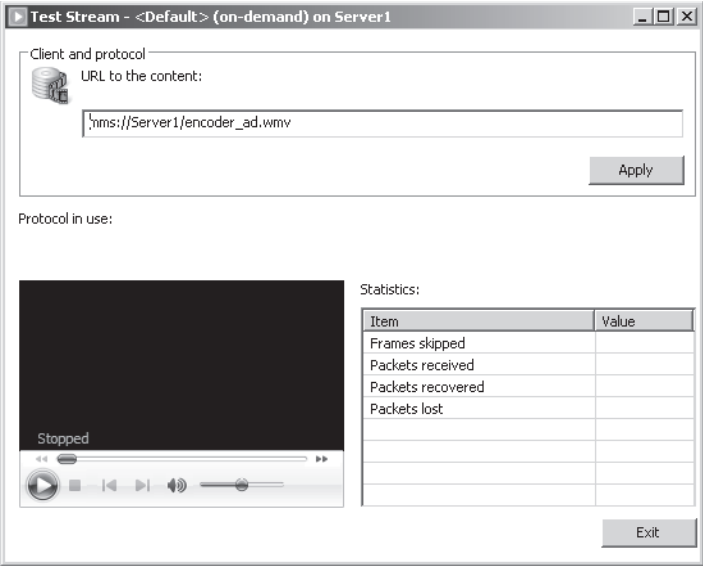 Test Stream - <Default> (on-demand) on Server1
Client and protocol
URL to the content:
mms://Server1/encoder_ad.wmv
Apply
Protocol in use:
Statistics:
Item Value
Frames skipped
Packets received
Packets recovered
Packets lost
Stopped
Exit